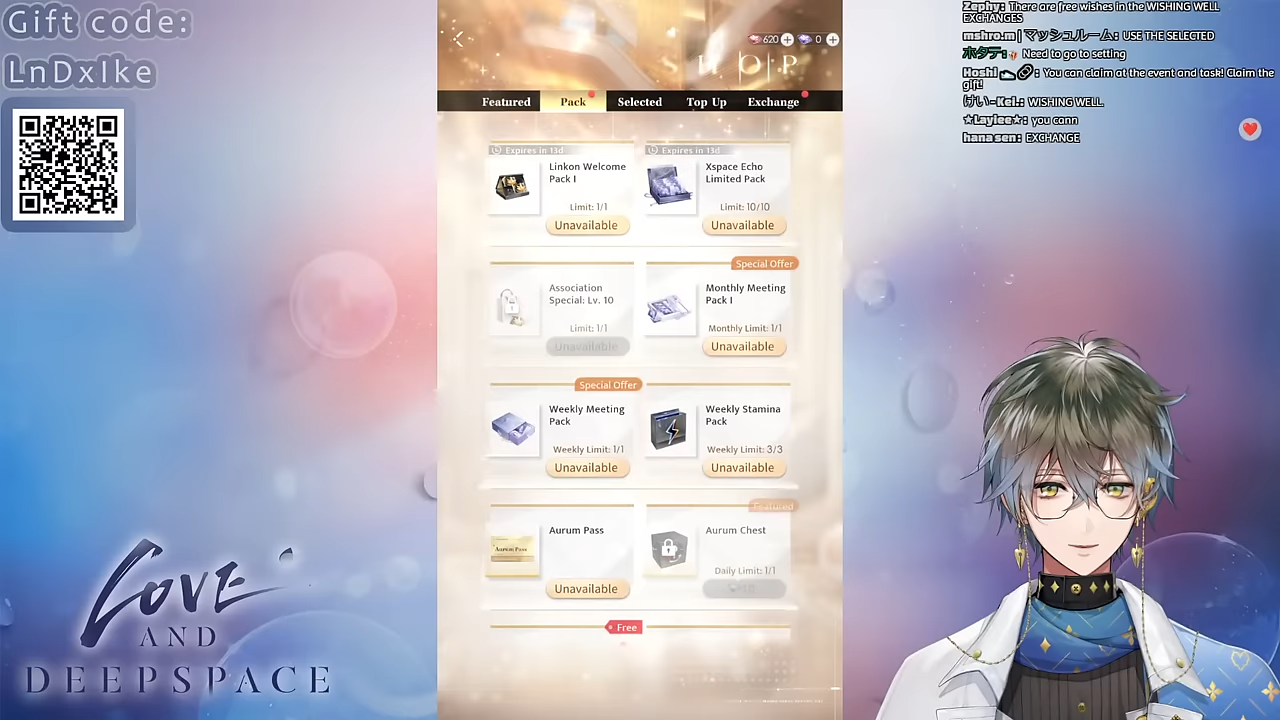 Gift code:
LnDxIke
LOVE
AND
DEEPSPACE
620
0
SHOP
Featured
Pack
Selected
Top Up
Exchange
Expires in 13d
Linkon Welcome
Pack I
Limit: 1/1
Unavailable
Expires in 13d
Xspace Echo
Limited Pack
Limit: 10/10
Unavailable
Association
Special: Lv. 10
Limit: 1/1
Unavailable
Special Offer
Monthly Meeting
Pack I
Monthly Limit: 1/1
Unavailable
Special Offer
Weekly Meeting
Pack
Weekly Limit: 1/1
Unavailable
Weekly Stamina
Pack
Weekly Limit: 3/3
Unavailable
Aurum Pass
Aurum Pass
Unavailable
Featured
Aurum Chest
Daily Limit: 1/1
Free
Zephy: There are free wishes in the WISHING WELL
EXCHANGES
mshro.m | マッシュルーム: USE THE SELECTED
ホタテ: Need to go to setting
Hoshi: You can claim at the event and task! Claim the
gift!
けい-Kei.: WISHING WELL.
★Laylee★: you cann
hana sen: EXCHANGE